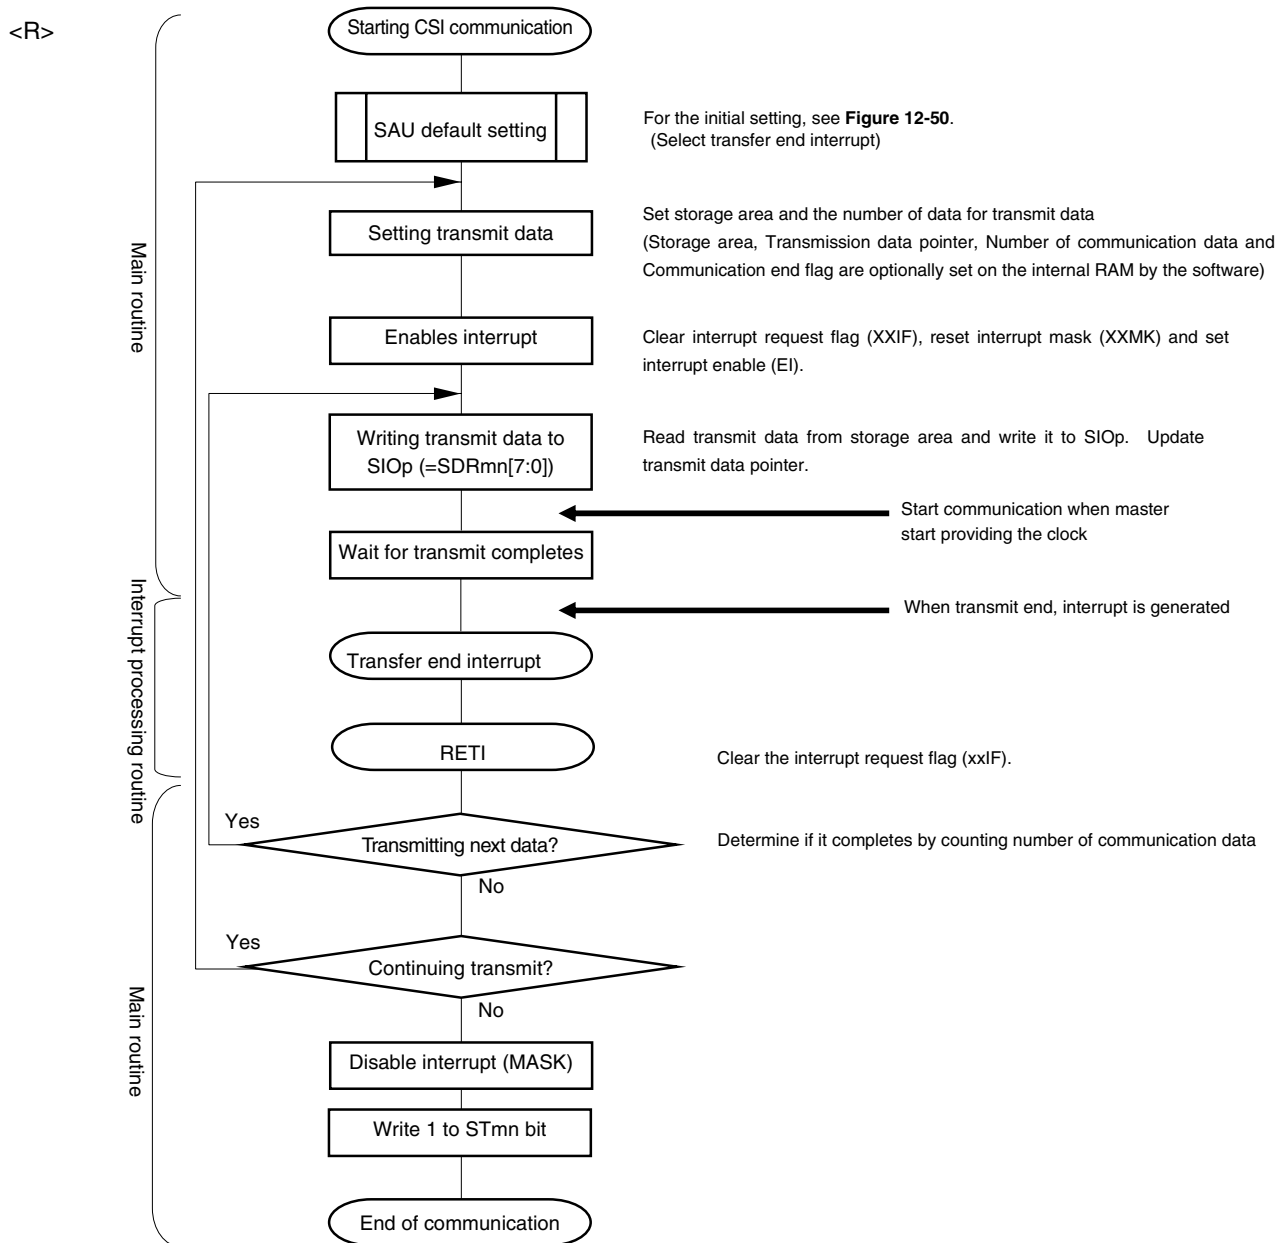 <R>
Starting CSI communication
SAU default setting
For the initial setting, see Figure 12-50.
(Select transfer end interrupt)
Main routine
Setting transmit data
Set storage area and the number of data for transmit data
(Storage area, Transmission data pointer, Number of communication data and
Communication end flag are optionally set on the internal RAM by the software)
Enables interrupt
Clear interrupt request flag (XXIF), reset interrupt mask (XXMK) and set
interrupt enable (EI).
Writing transmit data to
SIOp (=SDRmn[7:0])
Read transmit data from storage area and write it to SIOp. Update
transmit data pointer.
Start communication when master
start providing the clock
Wait for transmit completes
Interrupt processing routine
When transmit end, interrupt is generated
Transfer end interrupt
RETI
Clear the interrupt request flag (xxIF).
Yes
Transmitting next data?
Determine if it completes by counting number of communication data
No
Yes
Continuing transmit?
No
Main routine
Disable interrupt (MASK)
Write 1 to STmn bit
End of communication